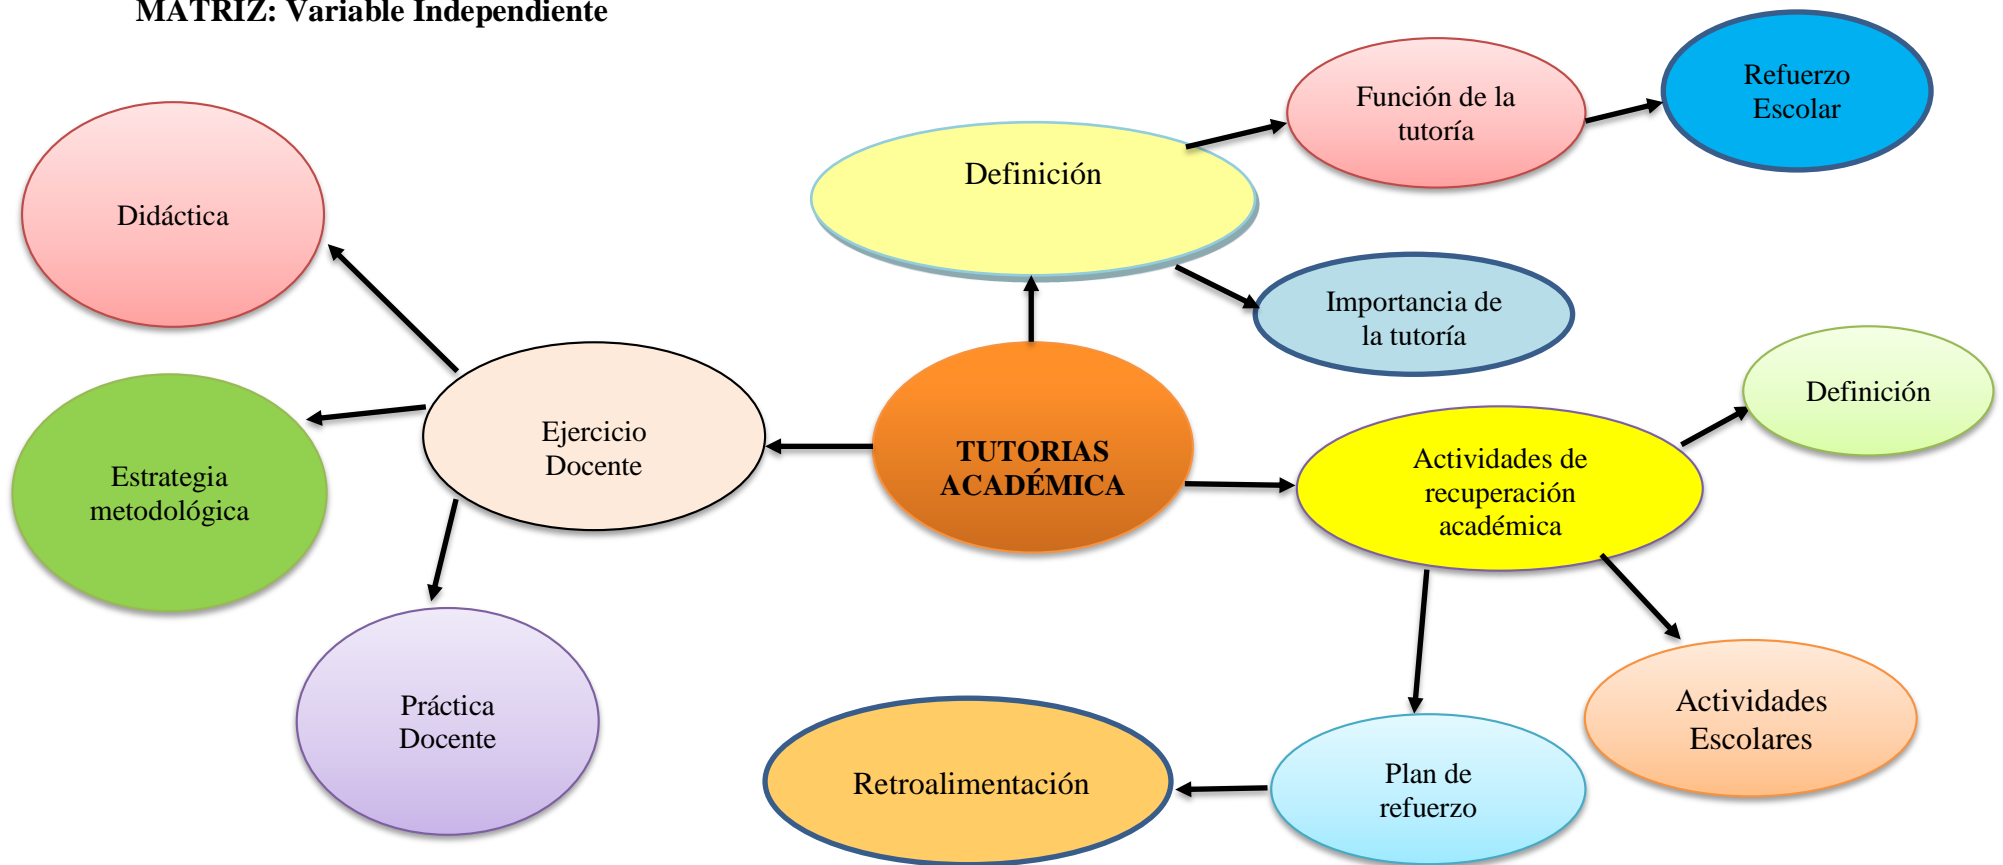 MATRIZ: Variable Independiente
Refuerzo
Escolar
Función de la
tutoría
Definición
Didáctica
Importancia de
la tutoría
Definición
Ejercicio
Docente
TUTORIAS
ACADÉMICA
Actividades de
recuperación
académica
Estrategia
metodológica
Práctica
Docente
Actividades
Escolares
Retroalimentación
Plan de
refuerzo